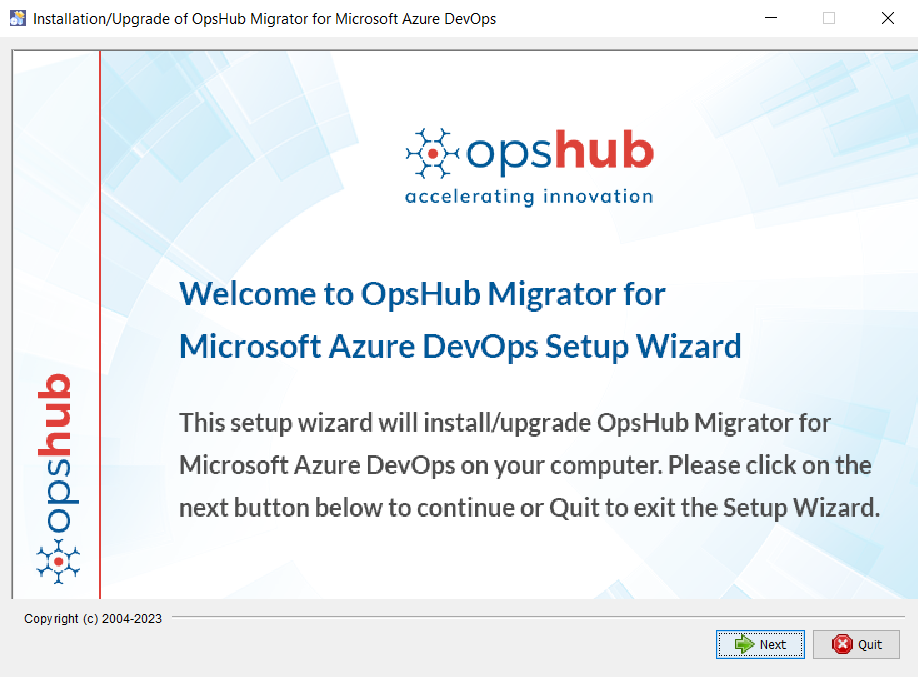 Installation/Upgrade of OpsHub Migrator for Microsoft Azure DevOps
opshub
accelerating innovation
Welcome to OpsHub Migrator for
Microsoft Azure DevOps Setup Wizard
This setup wizard will install/upgrade OpsHub Migrator for
Microsoft Azure DevOps on your computer. Please click on the
next button below to continue or Quit to exit the Setup Wizard.
opshub
Copyright (c) 2004-2023
Next
Quit